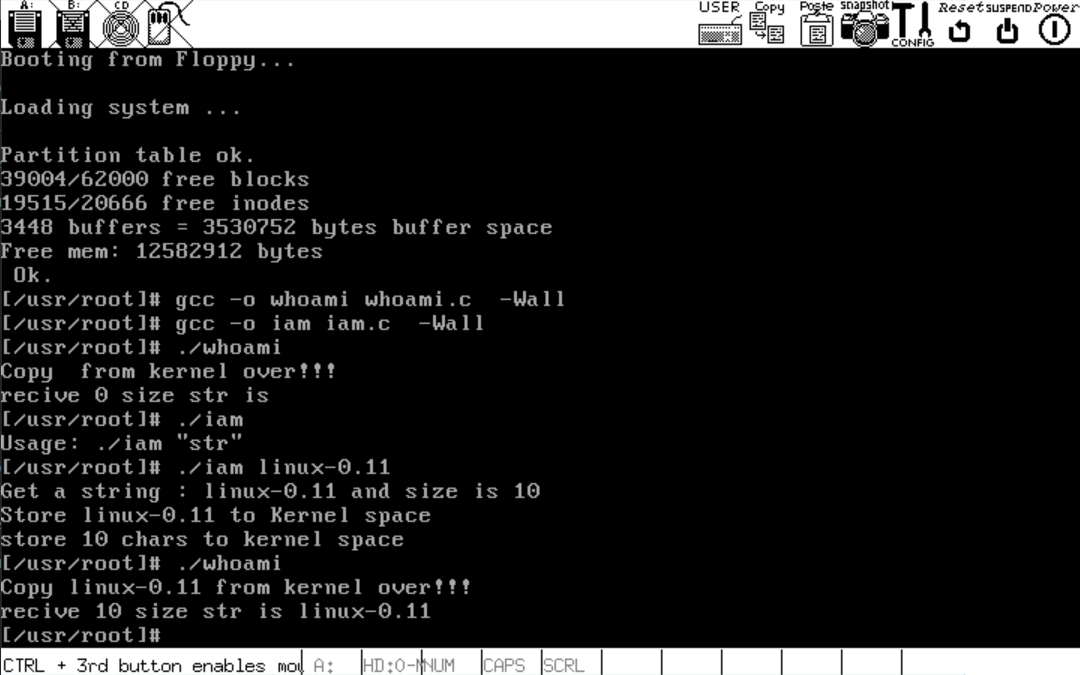 A: B: CD USER Copy Paste snapshot CONFIG Reset SUSPEND Power
Booting from Floppy...
Loading system ...
Partition table ok.
39004/62000 free blocks
19515/20666 free inodes
3448 buffers = 3530752 bytes buffer space
Free mem: 12582912 bytes
Ok.
[/usr/root]# gcc -o whoami whoami.c  -Wall
[/usr/root]# gcc -o iam iam.c  -Wall
[/usr/root]# ./whoami
Copy  from kernel over!!!
recive 0 size str is
[/usr/root]# ./iam
Usage: ./iam "str"
[/usr/root]# ./iam linux-0.11
Get a string : linux-0.11 and size is 10
Store linux-0.11 to Kernel space
store 10 chars to kernel space
[/usr/root]# ./whoami
Copy linux-0.11 from kernel over!!!
recive 10 size str is linux-0.11
[/usr/root]#
CTRL + 3rd button enables mou A: HD:0-M NUM CAPS SCRL